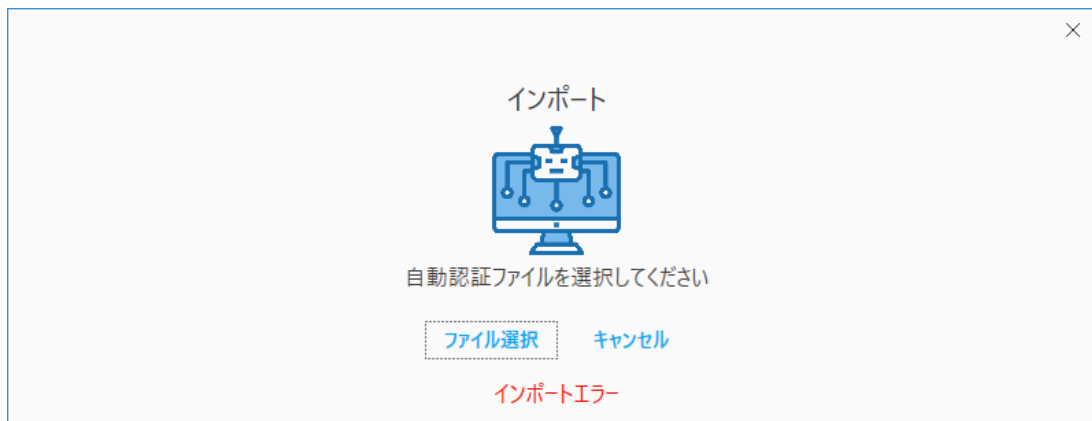 インポート
自動認証ファイルを選択してください
ファイル選択 キャンセル
インポートエラー